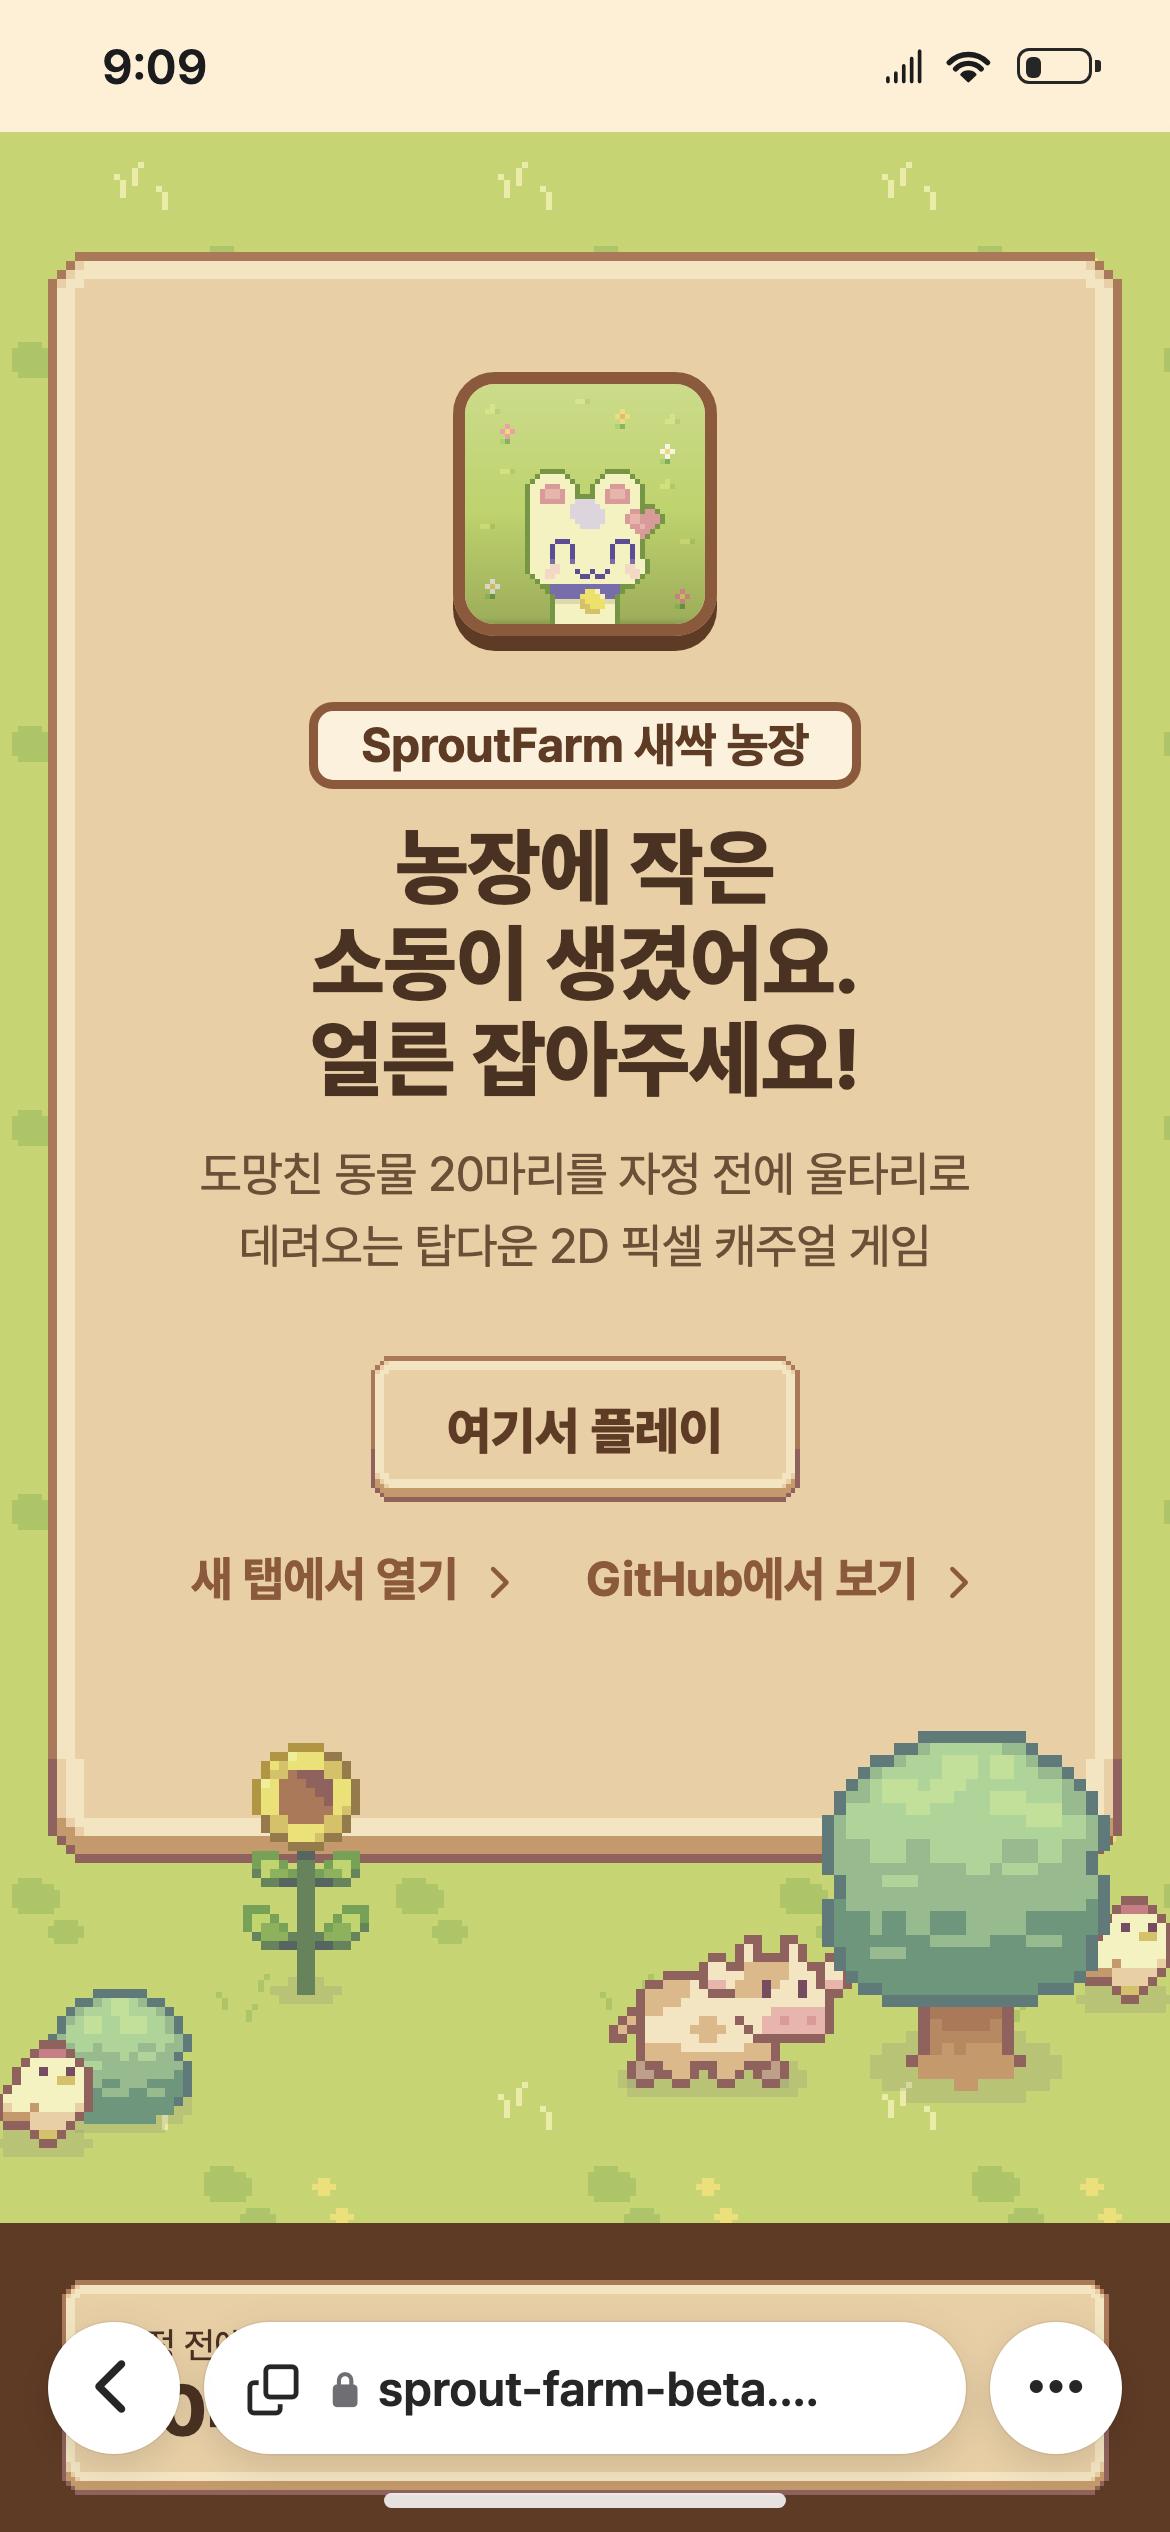 9:09
SproutFarm 새싹 농장
농장에 작은
소동이 생겼어요.
얼른 잡아주세요!
도망친 동물 20마리를 자정 전에 울타리로
데려오는 탑다운 2D 픽셀 캐주얼 게임
여기서 플레이
새 탭에서 열기 GitHub에서 보기
sprout-farm-beta....